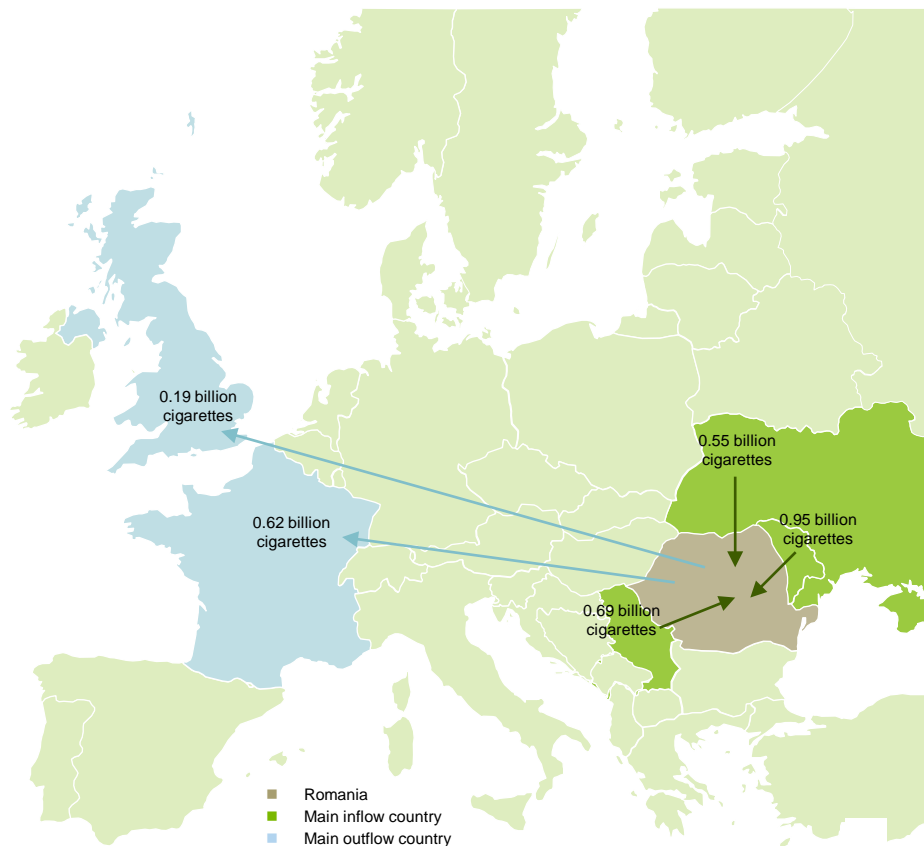 0.19 billion
cigarettes
0.55 billion
cigarettes
0.62 billion
cigarettes
0.95 billion
cigarettes
0.69 billion
cigarettes
Romania
Main inflow country
Main outflow country